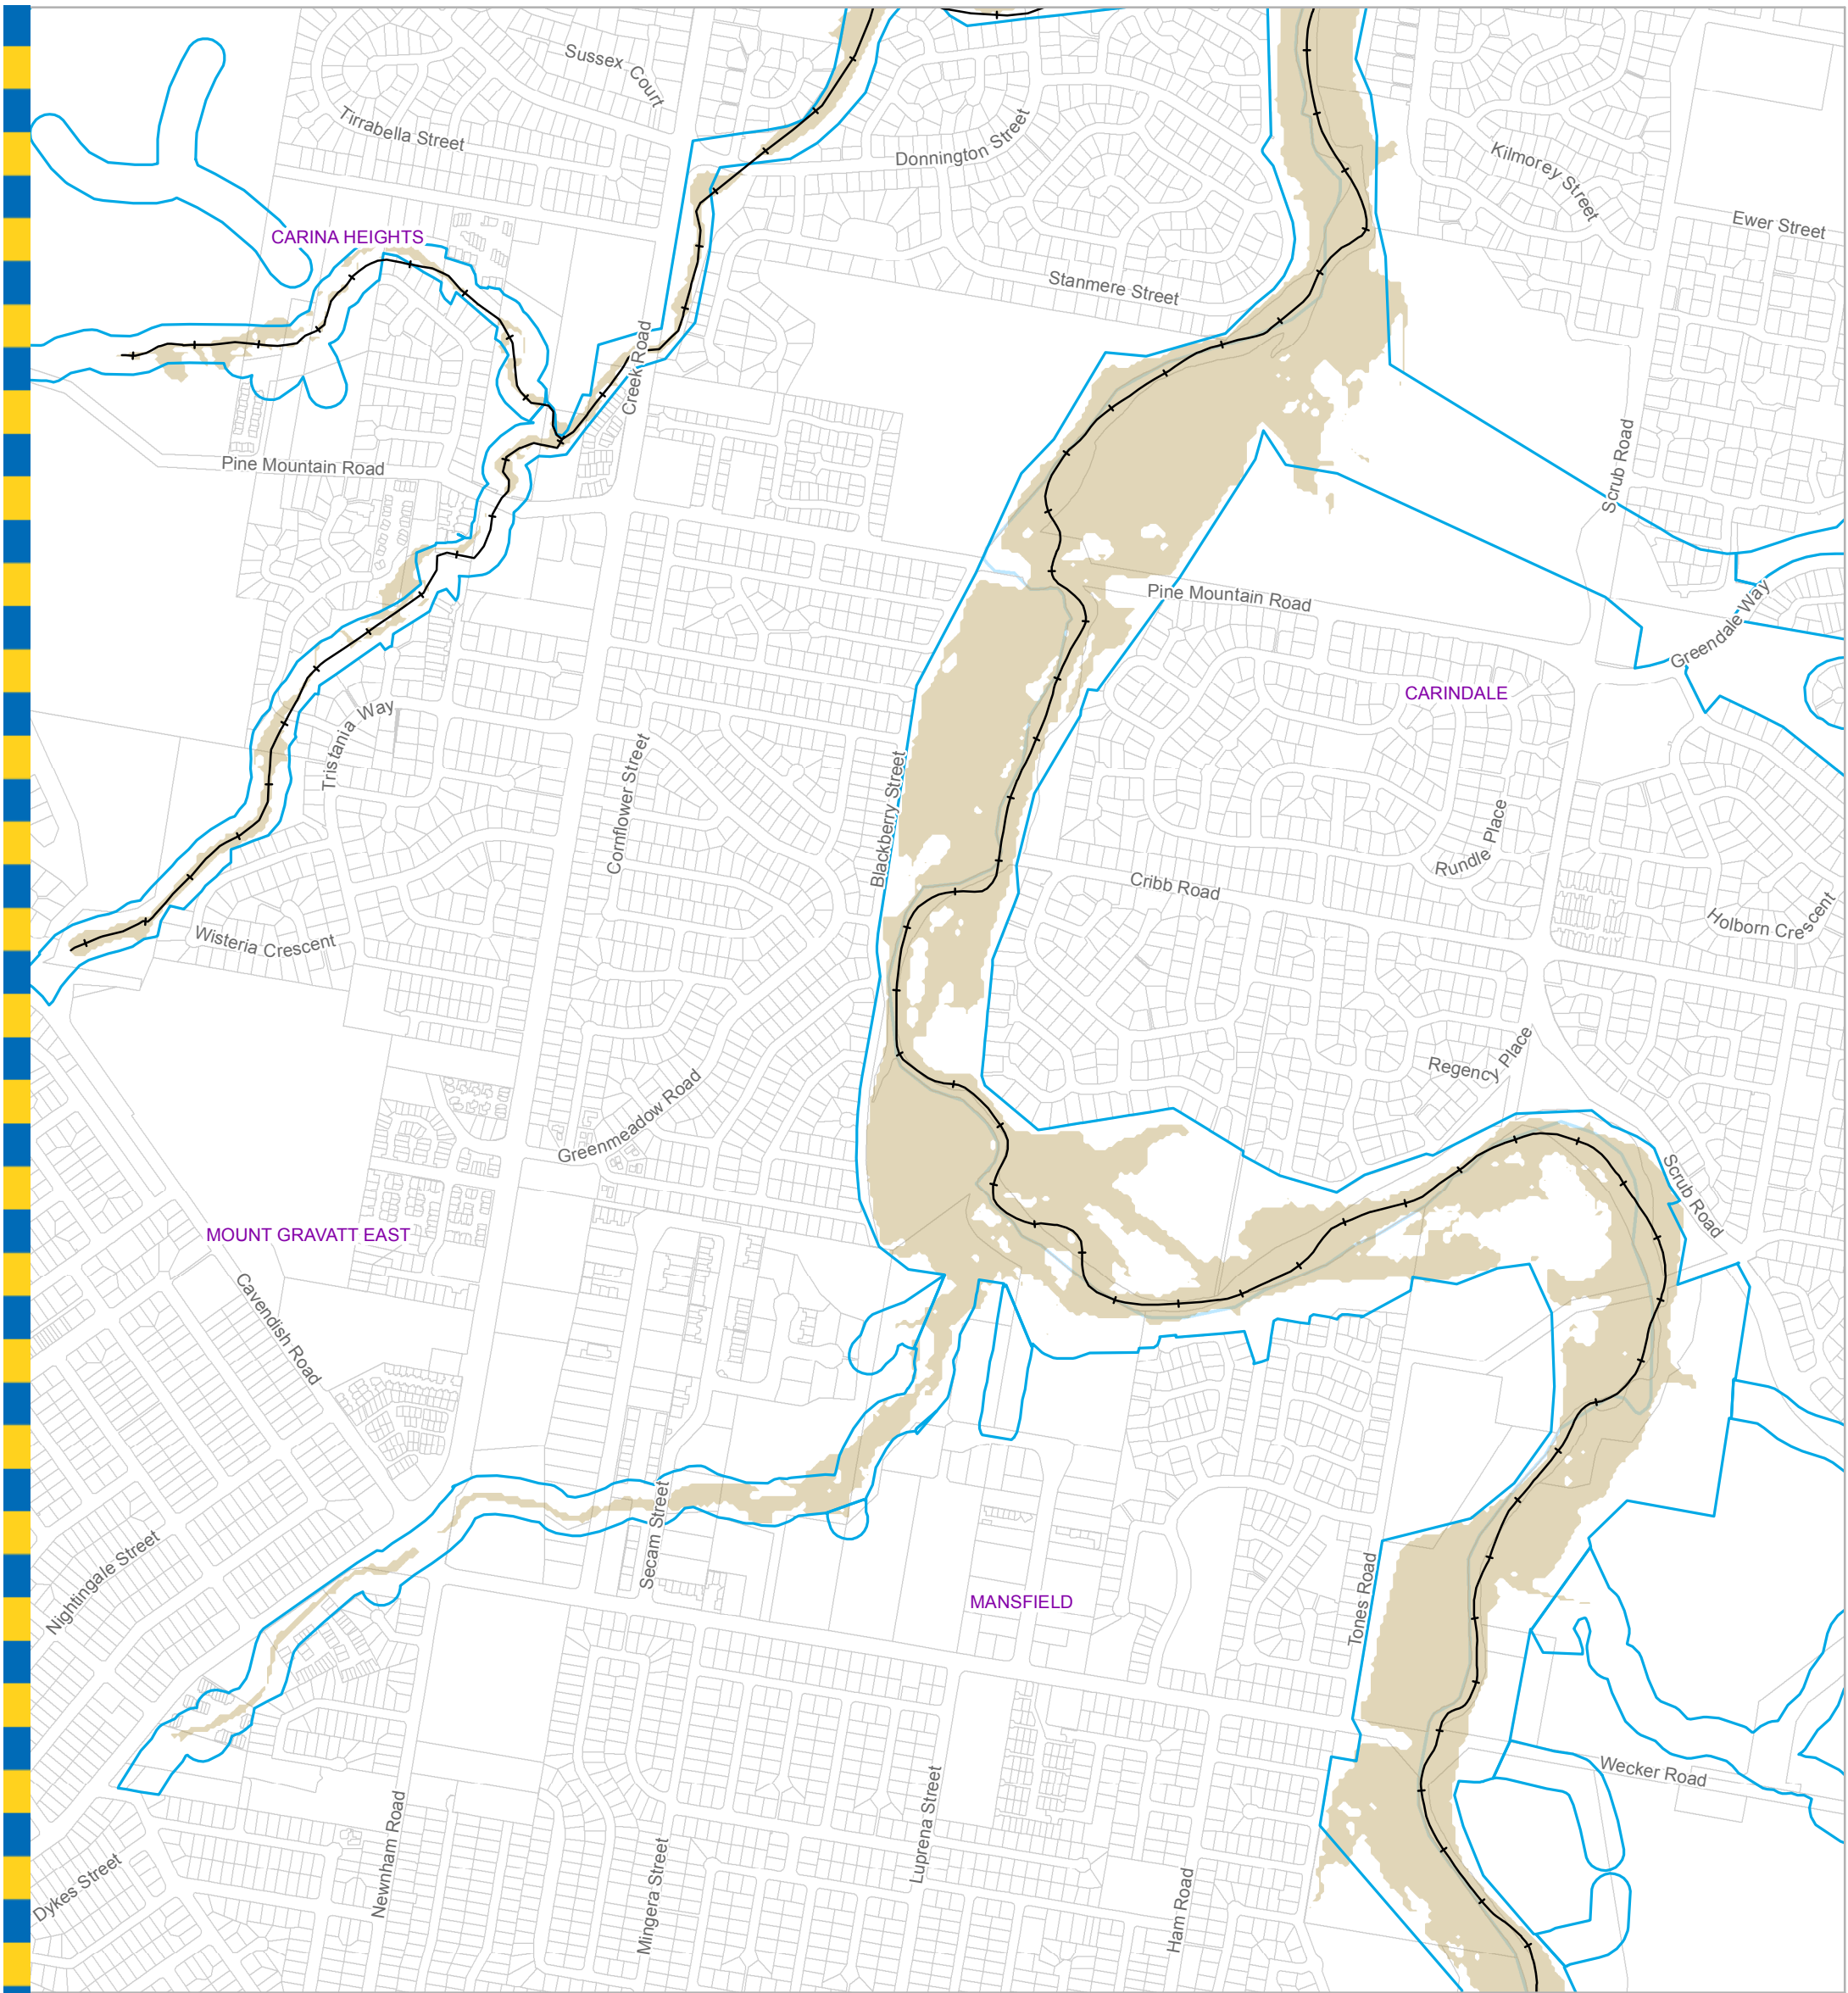 Sussex Court
Tirrabella Street
Donnington Street
Kilmorey Street
Ewer Street
CARINA HEIGHTS
Stanmere Street
Creek Road
Scrub Road
Pine Mountain Road
Pine Mountain Road
Greendale Way
CARINDALE
Tristania Way
Cornflower Street
Blackberry Street
Rundle Place
Cribb Road
Holborn Crescent
Wisteria Crescent
Regency Place
Greenmeadow Road
Scrub Road
MOUNT GRAVATT EAST
Cavendish Road
Secam Street
Nightingale Street
Tones Road
MANSFIELD
Wecker Road
Newnham Road
Luprena Street
Mingera Street
Ham Road
Dykes Street